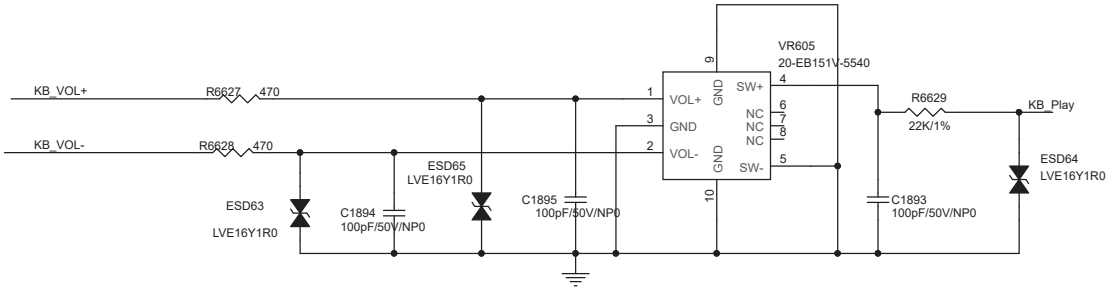 VR605
20-EB151V-5540
9
4
KB_VOL+
R6627
470
1
VOL+
GND
SW+
R6629
KB_Play
6
NC
22K/1%
3
GND
7
NC
8
NC
KB_VOL-
R6628
470
2
VOL-
GND
SW-
5
ESD65
LVE16Y1R0
ESD64
LVE16Y1R0
10
ESD63
LVE16Y1R0
C1894
100pF/50V/NP0
C1895
100pF/50V/NP0
C1893
100pF/50V/NP0